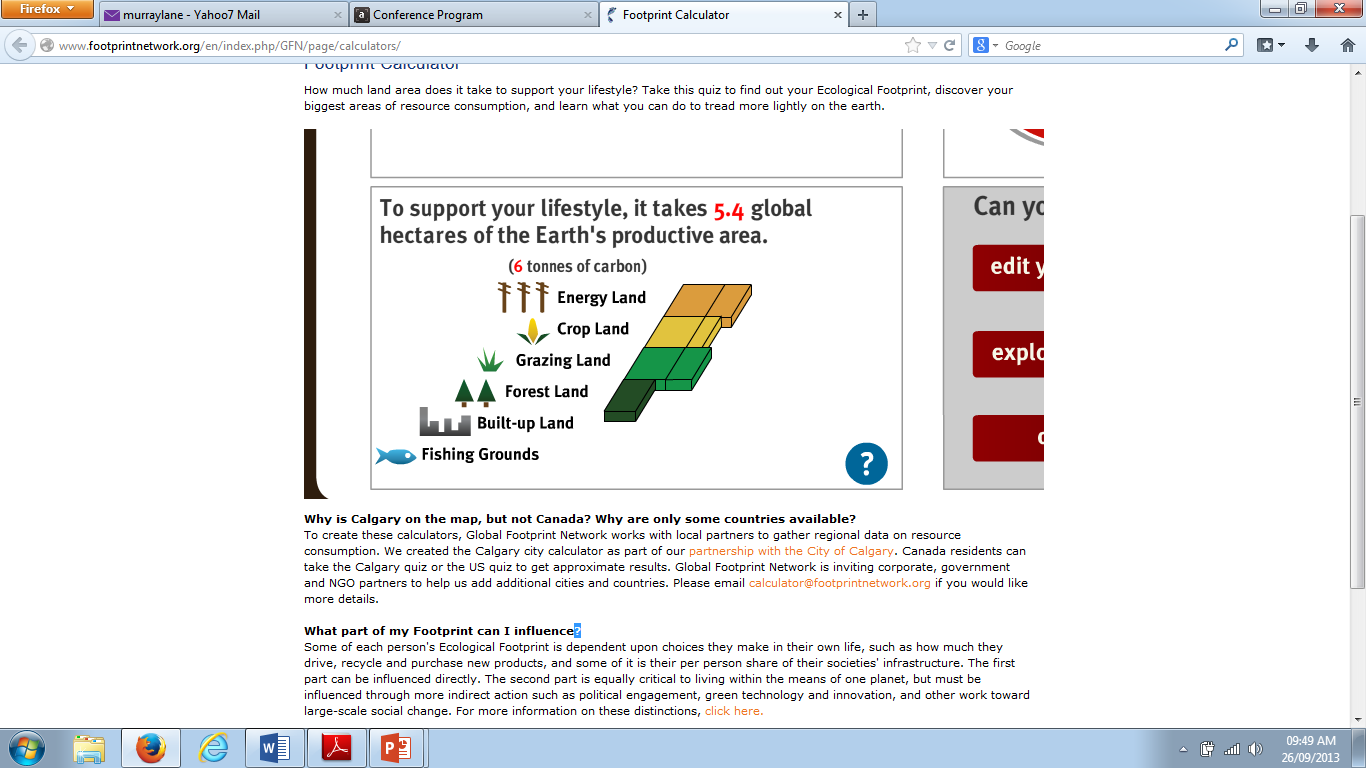 Firefox
murraylane - Yahoo7 Mail
Conference Program
Footprint Calculator
www.footprintnetwork.org/en/index.php/GFN/page/calculators/
Google
Footprint Calculator
How much land area does it take to support your lifestyle? Take this quiz to find out your Ecological Footprint, discover your
biggest areas of resource consumption, and learn what you can do to tread more lightly on the earth.
To support your lifestyle, it takes 5.4 global
hectares of the Earth's productive area.
(6 tonnes of carbon)
Energy Land
Crop Land
Grazing Land
Forest Land
Built-up Land
Fishing Grounds
?
Can yo
edit y
explo
Why is Calgary on the map, but not Canada? Why are only some countries available?
To create these calculators, Global Footprint Network works with local partners to gather regional data on resource
consumption. We created the Calgary city calculator as part of our partnership with the City of Calgary. Canada residents can
take the Calgary quiz or the US quiz to get approximate results. Global Footprint Network is inviting corporate, government
and NGO partners to help us add additional cities and countries. Please email calculator@footprintnetwork.org if you would like
more details.
What part of my Footprint can I influence?
Some of each person's Ecological Footprint is dependent upon choices they make in their own life, such as how much they
drive, recycle and purchase new products, and some of it is their per person share of their societies' infrastructure. The first
part can be influenced directly. The second part is equally critical to living within the means of one planet, but must be
influenced through more indirect action such as political engagement, green technology and innovation, and other work toward
large-scale social change. For more information on these distinctions, click here.
09:49 AM
26/09/2013